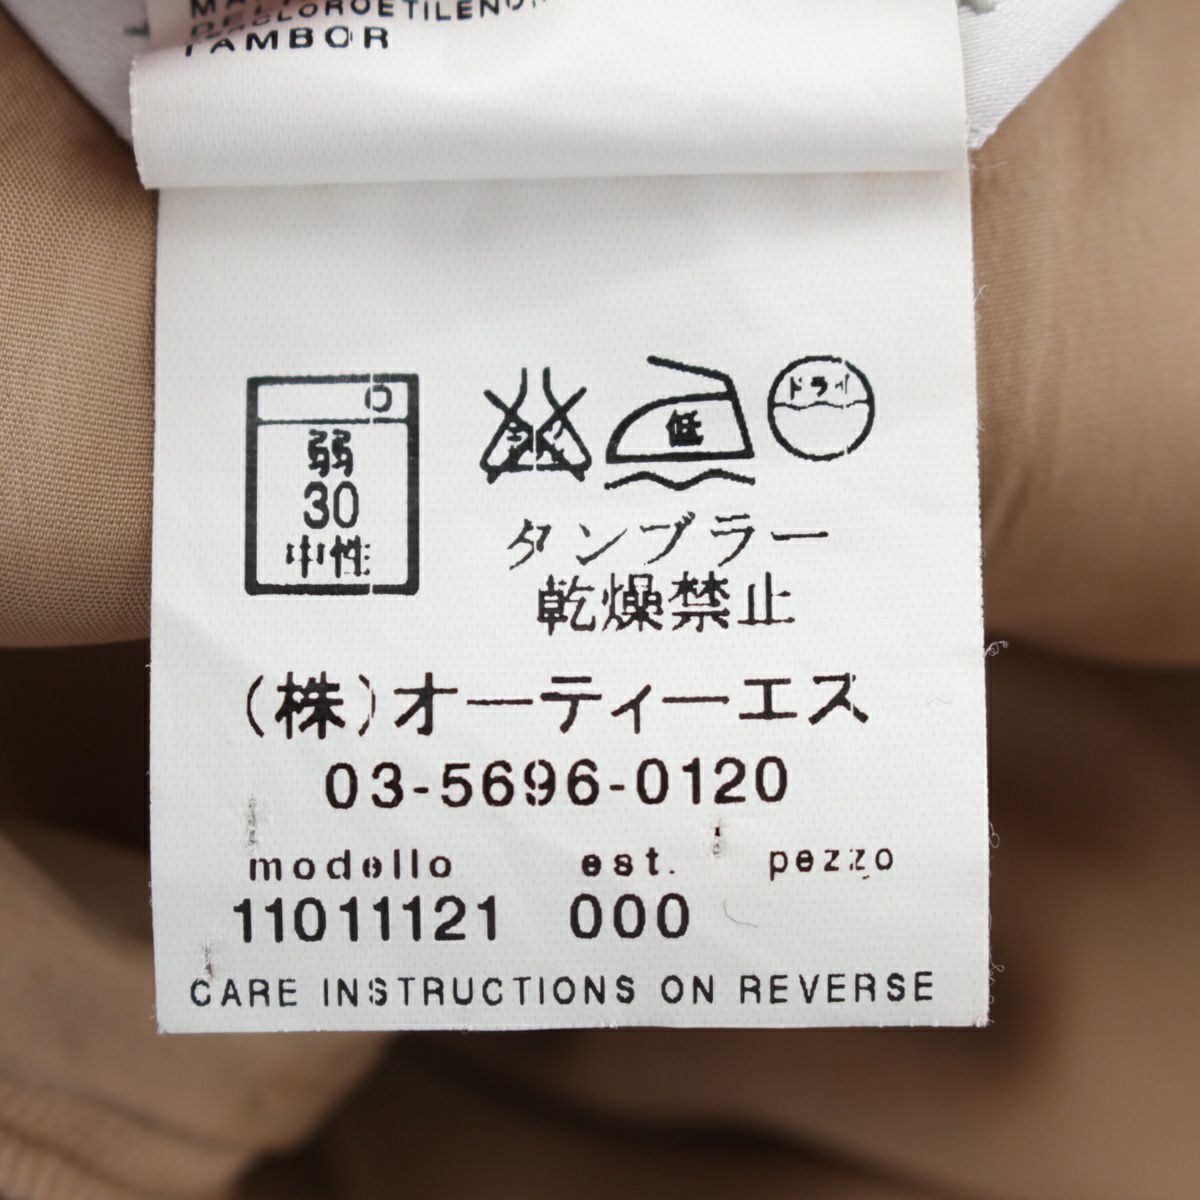 TAMBOR
弱
30
中性
低
ドライ
タンブラー
乾燥禁止
(株)オーティーエス
03-5696-0120
modello est. pezzo
11011121 000
CARE INSTRUCTIONS ON REVERSE